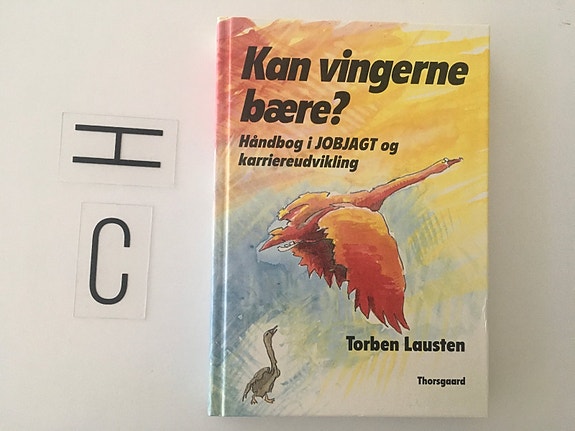 H
C
Kan vingerne
bære?
Håndbog i JOBJAGT og
karriereudvikling
Torben Lausten
Thorsgaard